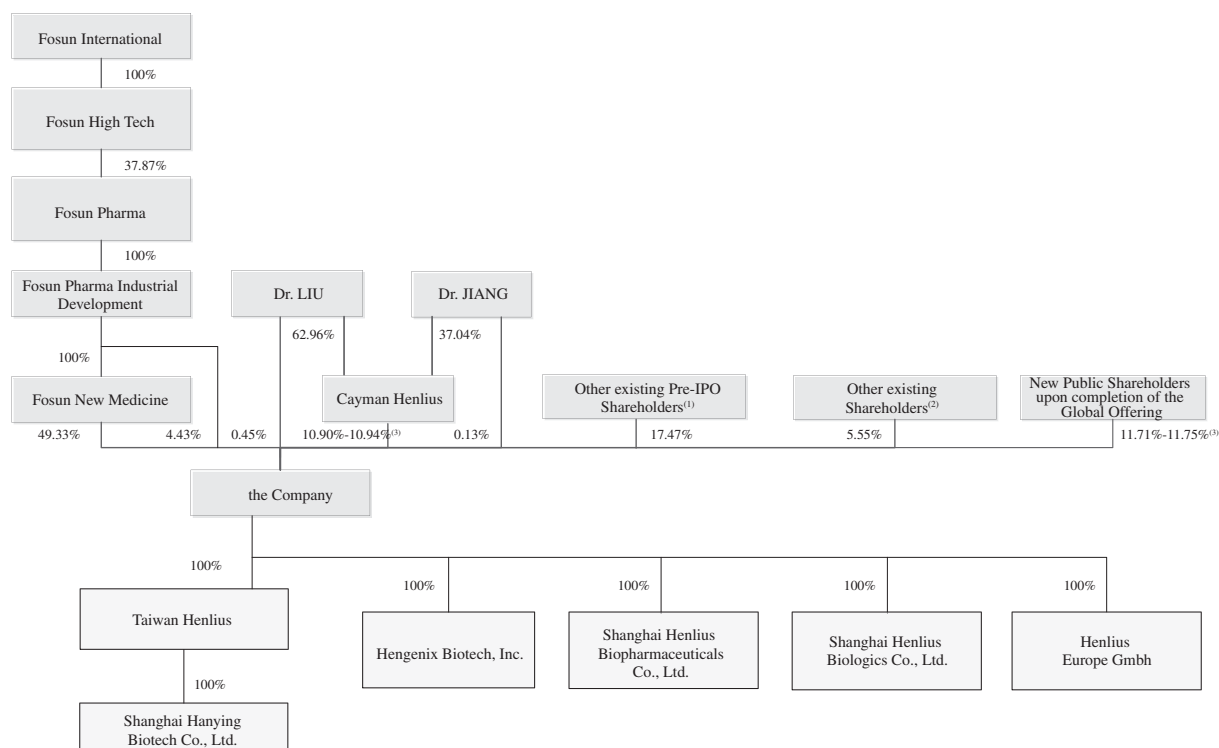 Fosun International
100%
Fosun High Tech
37.87%
Fosun Pharma
100%
Fosun Pharma Industrial
Development
Dr. LIU
Dr. JIANG
62.96%
37.04%
100%
Fosun New Medicine
Cayman Henlius
Other existing Pre-IPO
Shareholders(1)
Other existing
Shareholders(2)
New Public Shareholders
upon completion of the
Global Offering
49.33%
4.43%
0.45%
10.90%-10.94%(3)
0.13%
17.47%
5.55%
11.71%-11.75%(3)
the Company
100%
100%
100%
100%
100%
Taiwan Henlius
Hengenix Biotech, Inc.
Shanghai Henlius
Biopharmaceuticals
Co., Ltd.
Shanghai Henlius
Biologics Co., Ltd.
Henlius
Europe Gmbh
100%
Shanghai Hanying
Biotech Co., Ltd.